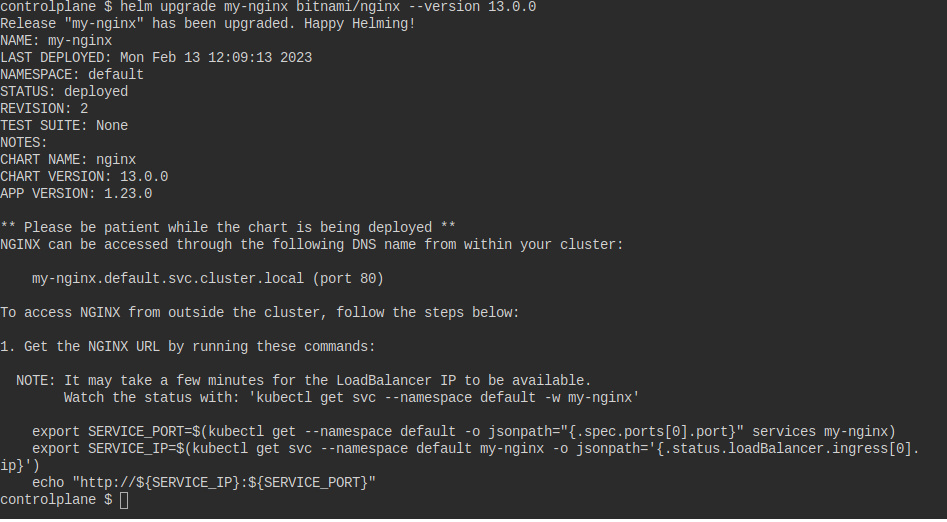 controlplane $ helm upgrade my-nginx bitnami/nginx --version 13.0.0
Release "my-nginx" has been upgraded. Happy Helming!
NAME: my-nginx
LAST DEPLOYED: Mon Feb 13 12:09:13 2023
NAMESPACE: default
STATUS: deployed
REVISION: 2
TEST SUITE: None
NOTES:
CHART NAME: nginx
CHART VERSION: 13.0.0
APP VERSION: 1.23.0

** Please be patient while the chart is being deployed **
NGINX can be accessed through the following DNS name from within your cluster:

    my-nginx.default.svc.cluster.local (port 80)

To access NGINX from outside the cluster, follow the steps below:

1. Get the NGINX URL by running these commands:

  NOTE: It may take a few minutes for the LoadBalancer IP to be available.
        Watch the status with: 'kubectl get svc --namespace default -w my-nginx'

    export SERVICE_PORT=$(kubectl get --namespace default -o jsonpath="{.spec.ports[0].port}" services my-nginx)
    export SERVICE_IP=$(kubectl get svc --namespace default my-nginx -o jsonpath='{.status.loadBalancer.ingress[0].
ip}')
    echo "http://${SERVICE_IP}:${SERVICE_PORT}"
controlplane $